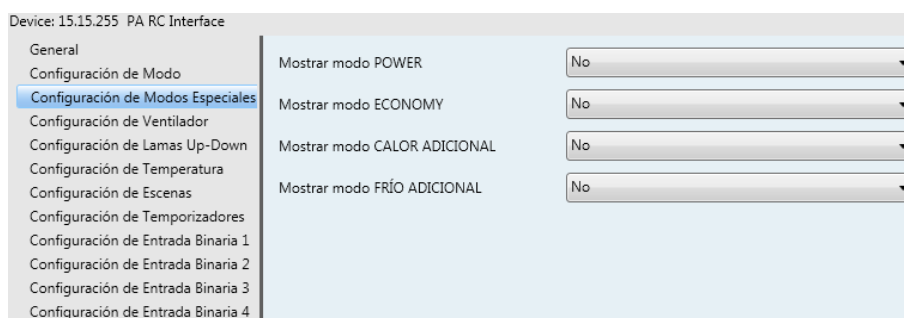 Device: 15.15.255 PA RC Interface
General
Configuración de Modo
Configuración de Modos Especiales
Configuración de Ventilador
Configuración de Lamas Up-Down
Configuración de Temperatura
Configuración de Escenas
Configuración de Temporizadores
Configuración de Entrada Binaria 1
Configuración de Entrada Binaria 2
Configuración de Entrada Binaria 3
Configuración de Entrada Binaria 4
Mostrar modo POWER No
Mostrar modo ECONOMY No
Mostrar modo CALOR ADICIONAL No
Mostrar modo FRÍO ADICIONAL No